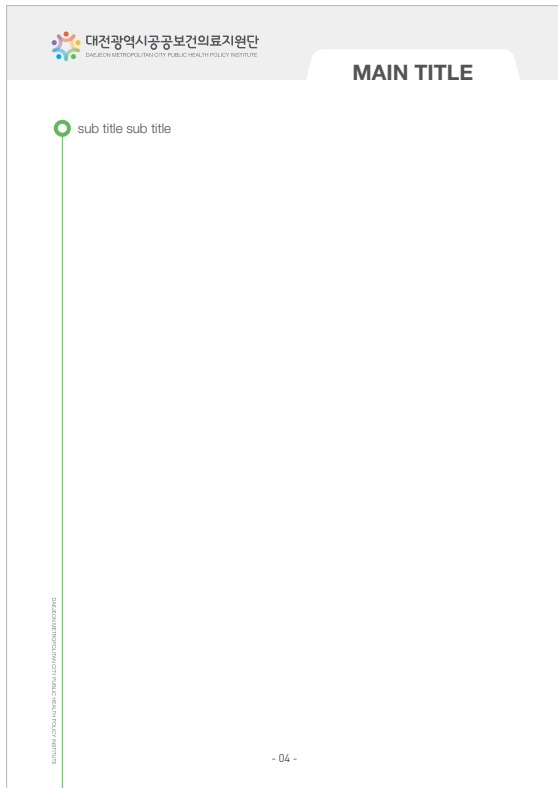 대전광역시공공보건의료지원단
DAEJEON METROPOLITAN CITY PUBLIC HEALTH POLICY INSTITUTE
MAIN TITLE
sub title sub title
DAEJEON METROPOLITAN CITY PUBLIC HEALTH POLICY INSTITUTE
- 04 -